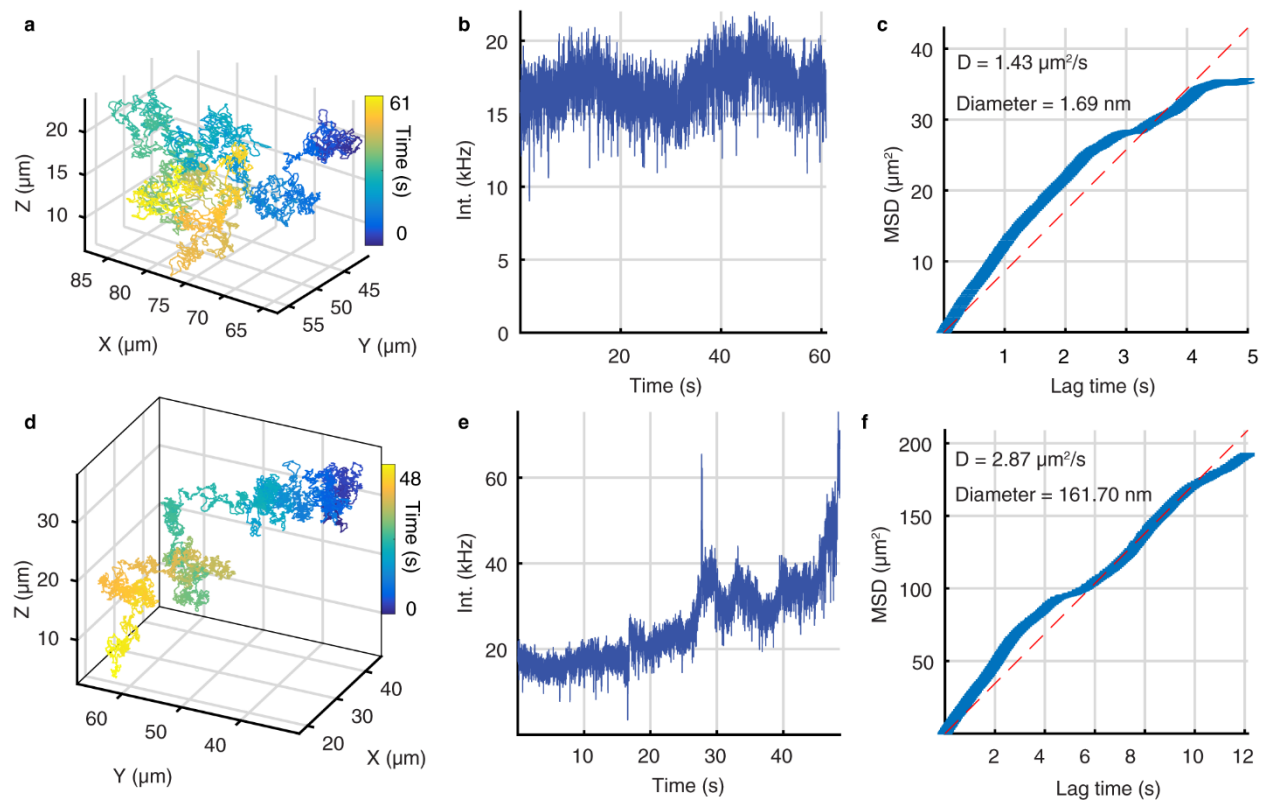 a
Z (µm)
20
15
10
85
80
75
70
65
X (µm)
55
50
45
Y (µm)
61
Time (s)
0
b
Int. (kHz)
20
15
10
5
0
20
40
60
Time (s)
c
D = 1.43 µm²/s
Diameter = 1.69 nm
MSD (µm²)
40
30
20
10
1
2
3
4
5
Lag time (s)
d
Z (µm)
30
20
10
60
50
40
Y (µm)
20
30
40
X (µm)
48
Time (s)
0
e
Int. (kHz)
60
40
20
10
20
30
40
Time (s)
f
D = 2.87 µm²/s
Diameter = 161.70 nm
MSD (µm²)
200
150
100
50
2
4
6
8
10
12
Lag time (s)